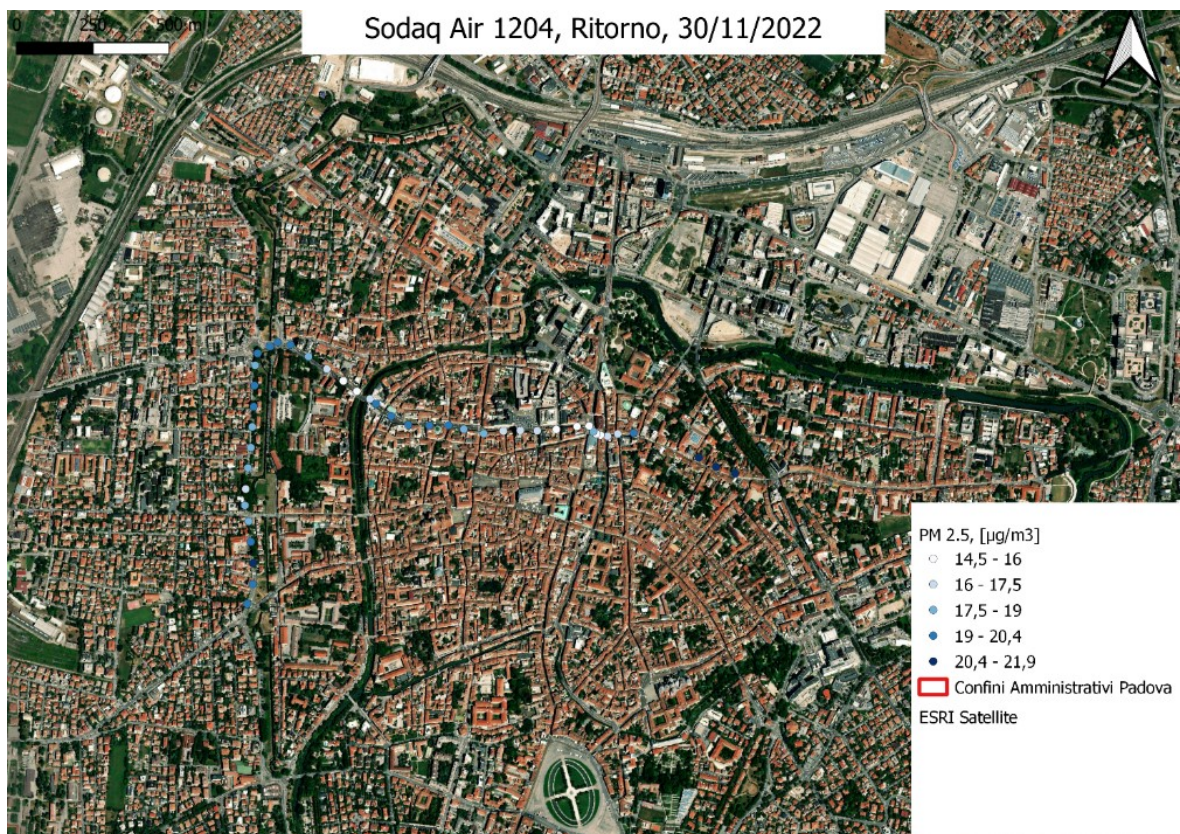 Sodaq Air 1204, Ritorno, 30/11/2022
0 250 500 m
PM 2.5, [µg/m3]
14,5 - 16
16 - 17,5
17,5 - 19
19 - 20,4
20,4 - 21,9
Confini Amministrativi Padova
ESRI Satellite